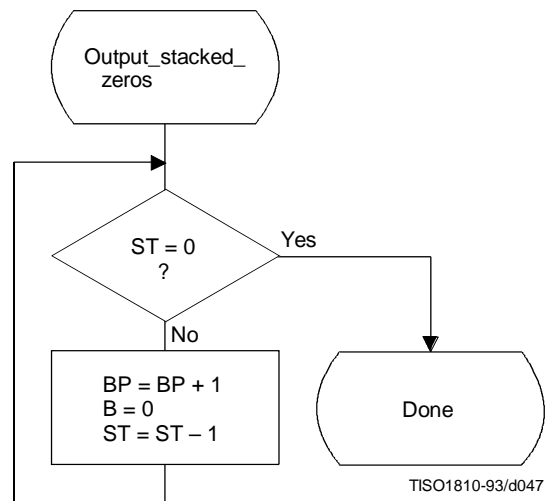 Output_stacked_
zeros
ST = 0
?
Yes
No
BP = BP + 1
B = 0
ST = ST – 1
Done
TISO1810-93/d047